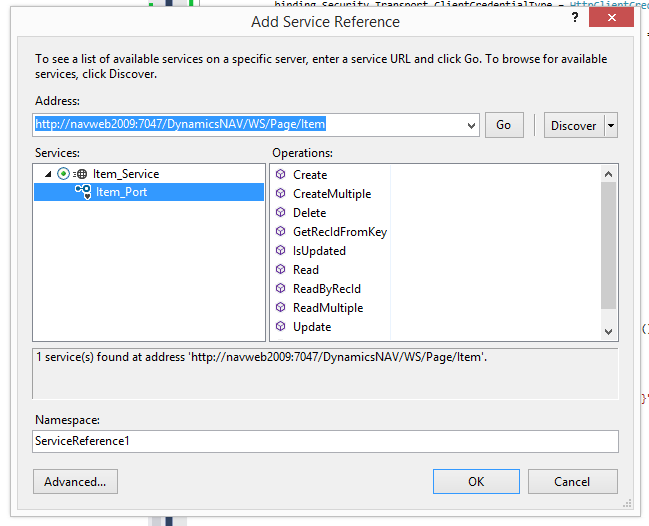 binding.Security.Transport.ClientCredentialType = HttpClientCred
Add Service Reference
?
To see a list of available services on a specific server, enter a service URL and click Go. To browse for available
services, click Discover.
Address:
http://navweb2009:7047/DynamicsNAV/WS/Page/Item
Go
Discover
Services:
Operations:
Item_Service
Item_Port
Create
CreateMultiple
Delete
GetRecIdFromKey
IsUpdated
Read
ReadByRecId
ReadMultiple
Update
()
}"
1 service(s) found at address 'http://navweb2009:7047/DynamicsNAV/WS/Page/Item'.
Namespace:
ServiceReference1
Advanced...
OK
Cancel